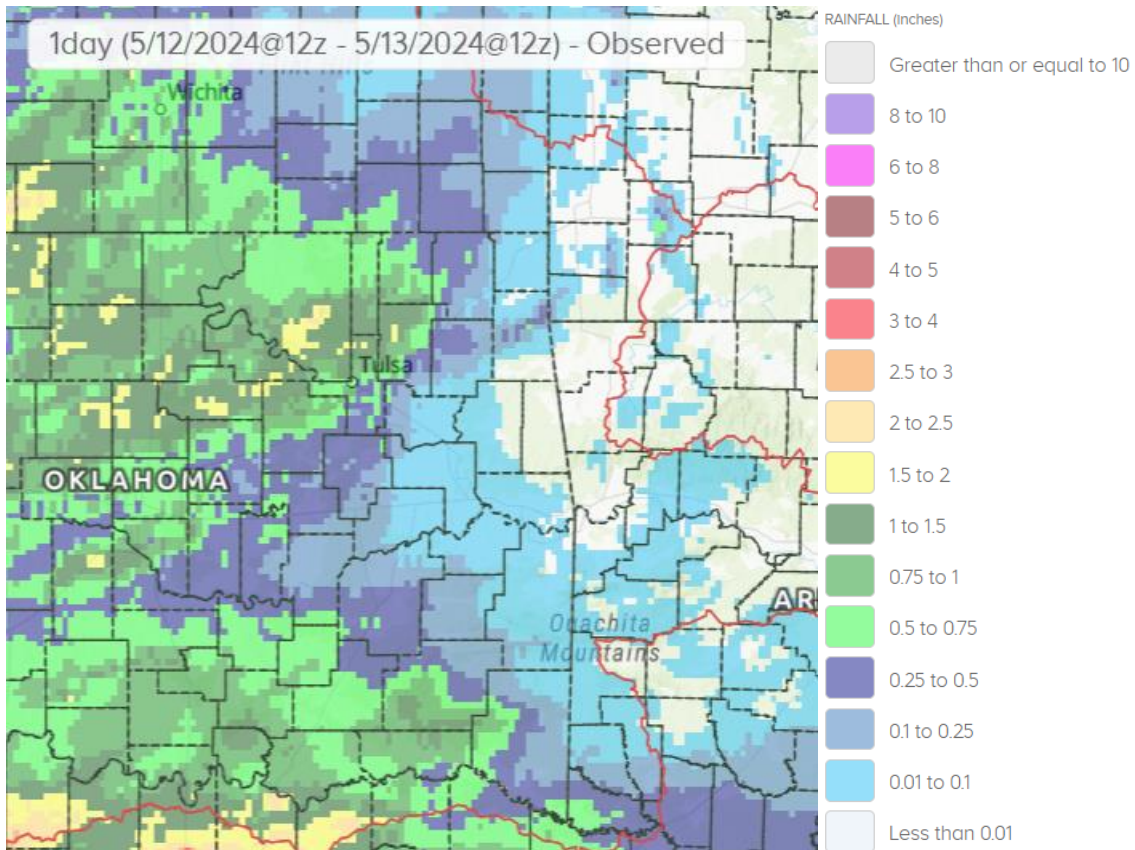 1day (5/12/2024@12z - 5/13/2024@12z) - Observed
Wichita
Tulsa
OKLAHOMA
Ouachita
Mountains
AR
RAINFALL (Inches)
Greater than or equal to 10
8 to 10
6 to 8
5 to 6
4 to 5
3 to 4
2.5 to 3
2 to 2.5
1.5 to 2
1 to 1.5
0.75 to 1
0.5 to 0.75
0.25 to 0.5
0.1 to 0.25
0.01 to 0.1
Less than 0.01